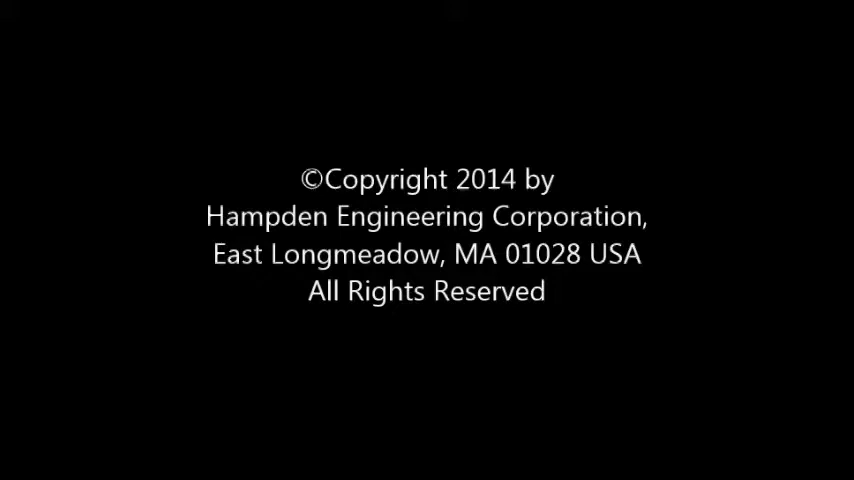 ©Copyright 2014 by
Hampden Engineering Corporation,
East Longmeadow, MA 01028 USA
All Rights Reserved